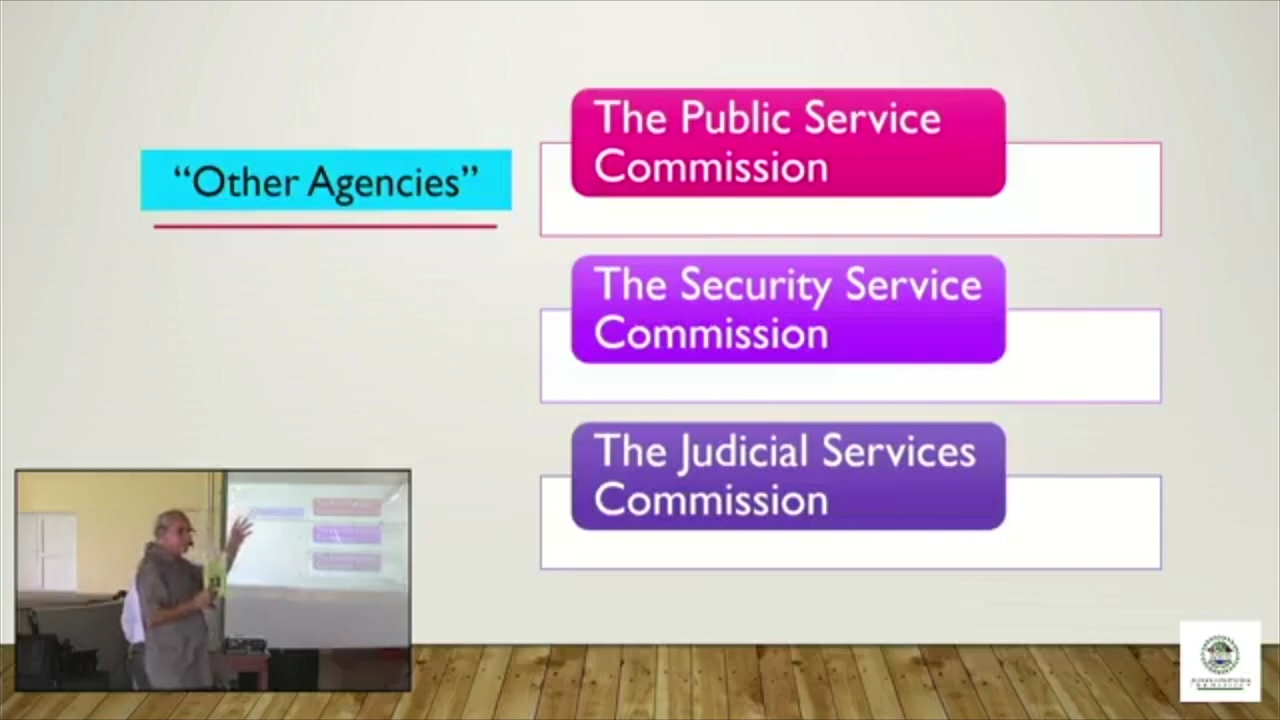 “Other Agencies”
The Public Service
Commission
The Security Service
Commission
The Judicial Services
Commission